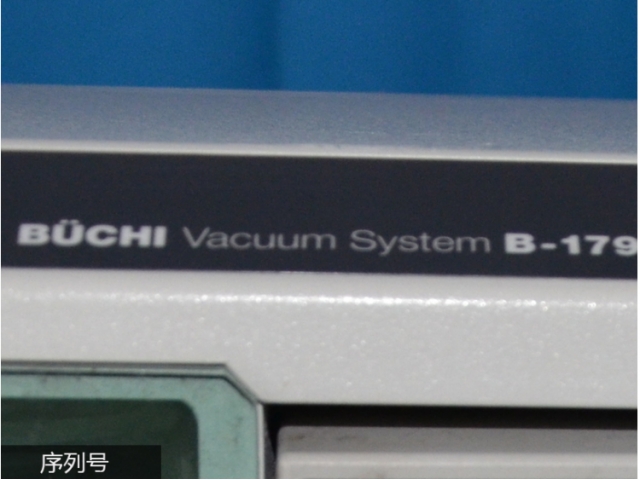 BÜCHI Vacuum System B-179
序列号